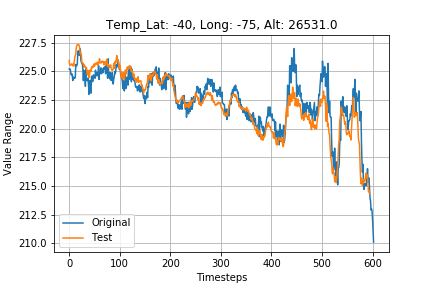 Temp_Lat: -40, Long: -75, Alt: 26531.0
227.5
225.0
222.5
220.0
217.5
215.0
212.5
210.0
Value Range
Original
Test
0 100 200 300 400 500 600
Timesteps